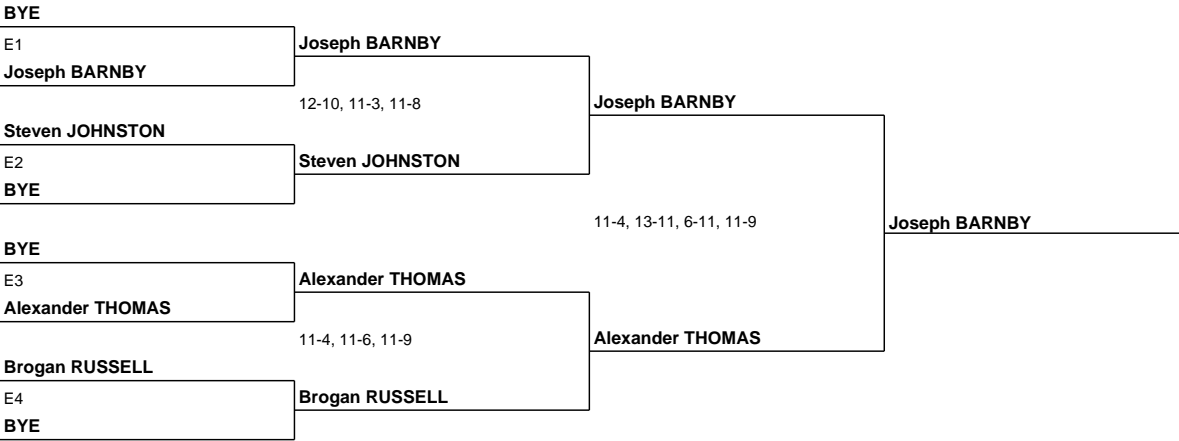 BYE
E1
Joseph BARNBY
Joseph BARNBY
12-10, 11-3, 11-8
Joseph BARNBY
Steven JOHNSTON
E2
Steven JOHNSTON
BYE
11-4, 13-11, 6-11, 11-9
Joseph BARNBY
BYE
E3
Alexander THOMAS
Alexander THOMAS
11-4, 11-6, 11-9
Alexander THOMAS
Brogan RUSSELL
E4
Brogan RUSSELL
BYE